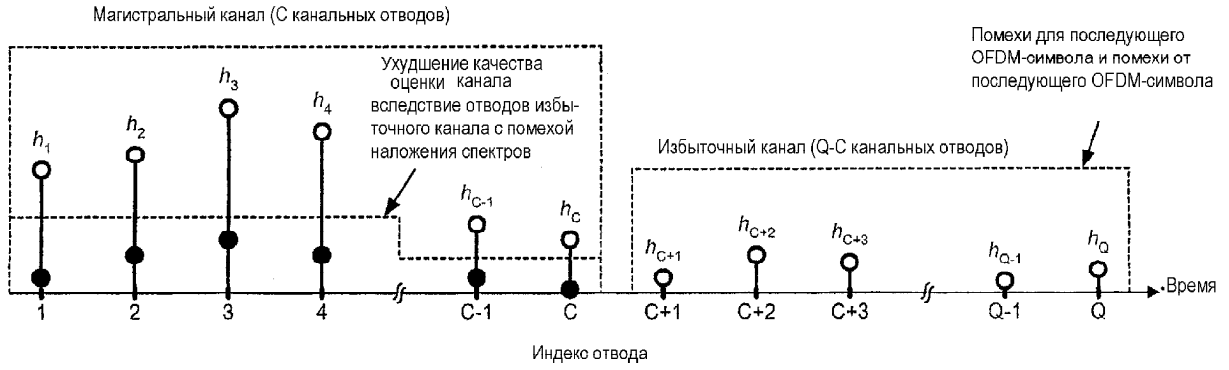 Магистральный канал (С канальных отводов)
Помехи для последующего
OFDM-символа и помехи от
последующего OFDM-символа
Ухудшение качества
оценки канала
вследствие отводов избы-
точного канала с помехой
наложения спектров
Избыточный канал (Q-C канальных отводов)
h1 h2 h3 h4 hC-1 hC hC+1 hC+2 hC+3 hQ-1 hQ
1 2 3 4 C-1 C C+1 C+2 C+3 Q-1 Q
Время
Индекс отвода